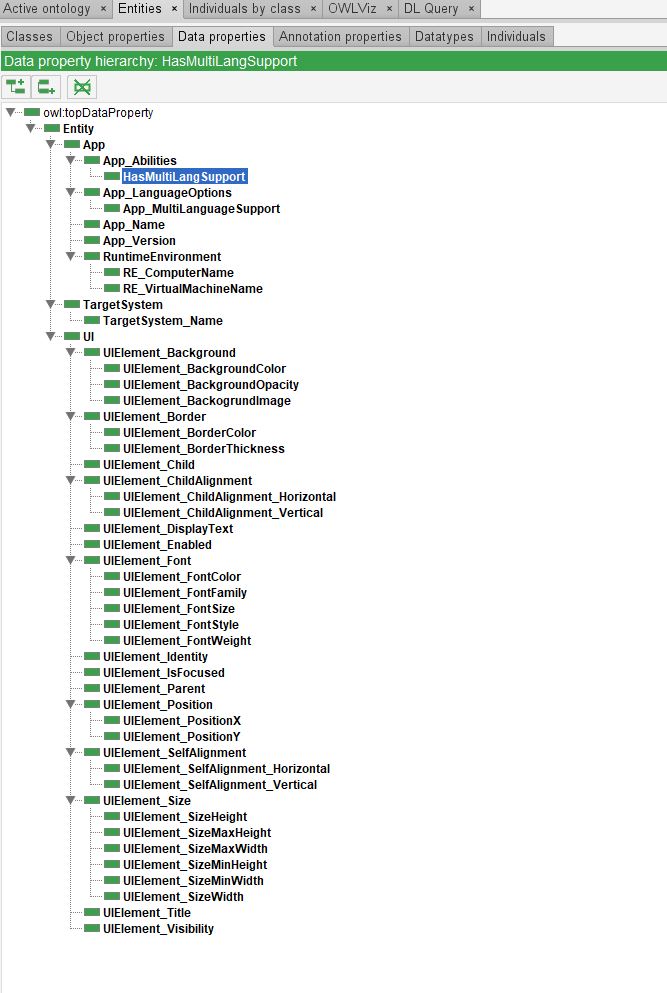 Active ontology × Entities × Individuals by class × OWLViz × DL Query ×
Classes Object properties Data properties Annotation properties Datatypes Individuals
Data property hierarchy: HasMultiLangSupport
owl:topDataProperty
Entity
App
App_Abilities
HasMultiLangSupport
App_LanguageOptions
App_MultiLanguageSupport
App_Name
App_Version
RuntimeEnvironment
RE_ComputerName
RE_VirtualMachineName
TargetSystem
TargetSystem_Name
UI
UIElement_Background
UIElement_BackgroundColor
UIElement_BackgroundOpacity
UIElement_BackogrundImage
UIElement_Border
UIElement_BorderColor
UIElement_BorderThickness
UIElement_Child
UIElement_ChildAlignment
UIElement_ChildAlignment_Horizontal
UIElement_ChildAlignment_Vertical
UIElement_DisplayText
UIElement_Enabled
UIElement_Font
UIElement_FontColor
UIElement_FontFamily
UIElement_FontSize
UIElement_FontStyle
UIElement_FontWeight
UIElement_Identity
UIElement_IsFocused
UIElement_Parent
UIElement_Position
UIElement_PositionX
UIElement_PositionY
UIElement_SelfAlignment
UIElement_SelfAlignment_Horizontal
UIElement_SelfAlignment_Vertical
UIElement_Size
UIElement_SizeHeight
UIElement_SizeMaxHeight
UIElement_SizeMaxWidth
UIElement_SizeMinHeight
UIElement_SizeMinWidth
UIElement_SizeWidth
UIElement_Title
UIElement_Visibility